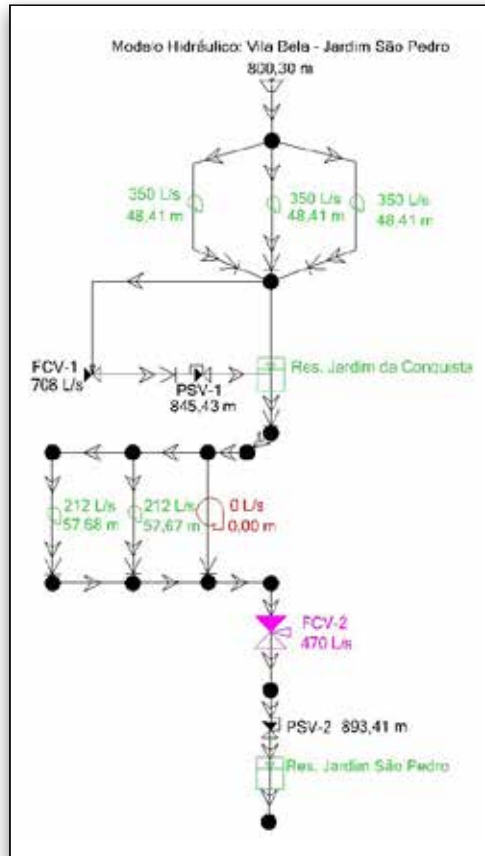 Modelo Hidráulico: Vila Bela - Jardim São Pedro
800,30 m
350 L/s
48,41 m
350 L/s
48,41 m
350 L/s
48,41 m
FCV-1
708 L/s
PSV-1
845,43 m
Res. Jardim da Conquista
212 L/s
57,68 m
212 L/s
57,67 m
0 L/s
0,00 m
FCV-2
470 L/s
PSV-2 893,41 m
Res. Jardim São Pedro